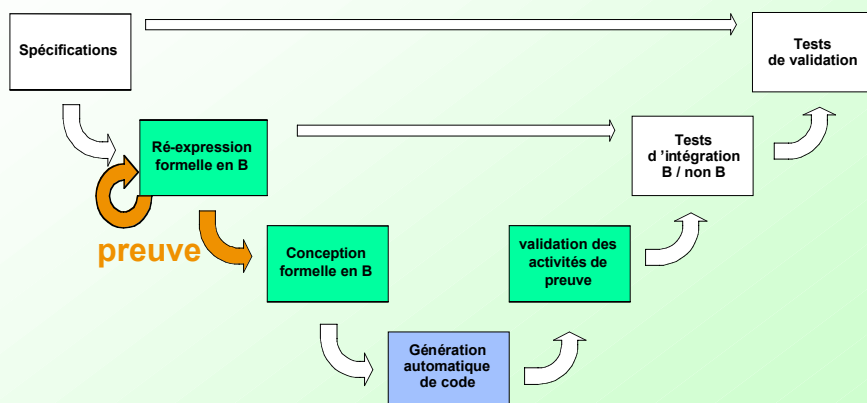 Spécifications
Tests
de validation
Ré-expression
formelle en B
Tests
d ’intégration
B / non B
preuve
Conception
formelle en B
validation des
activités de
preuve
Génération
automatique
de code